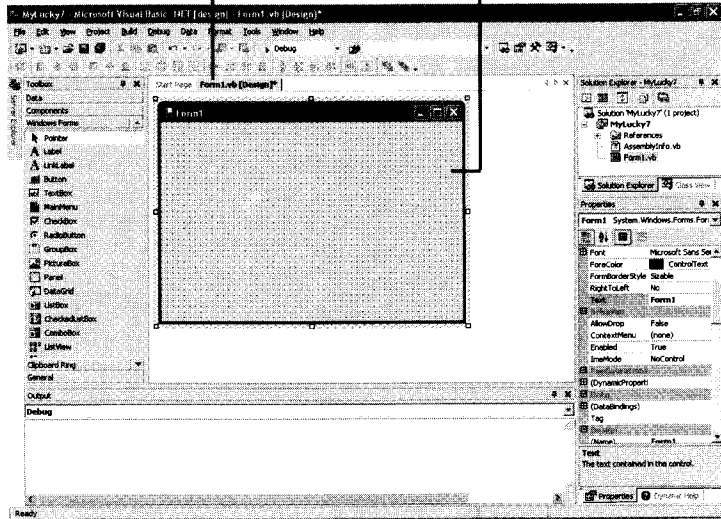 MyLucky7 - Microsoft Visual Basic .NET [design] - Form1.vb [Design]*
File Edit View Project Build Debug Data Format Tools Window Help
Debug
Toolbox
Data
Components
Windows Forms
Pointer
Label
LinkLabel
Button
TextBox
MainMenu
CheckBox
RadioButton
GroupBox
PictureBox
Panel
DataGrid
ListBox
CheckedListBox
ComboBox
ListView
Clipboard Ring
General
Server Explorer
Start Page Form1.vb [Design]*
Form1
Solution Explorer - MyLucky7
Solution 'MyLucky7' (1 project)
MyLucky7
References
AssemblyInfo.vb
Form1.vb
Solution Explorer Class View
Properties
Form1 System.Windows.Forms.For
Font Microsoft Sans Ser
ForeColor ControlText
FormBorderStyle Sizable
RightToLeft No
Text Form1
AllowDrop False
ContextMenu (none)
Enabled True
ImeMode NoControl
(DynamicProperti
(DataBindings)
Tag
(Name) Form1
Text
The text contained in the control.
Properties Dynamic Help
Output
Debug
Ready